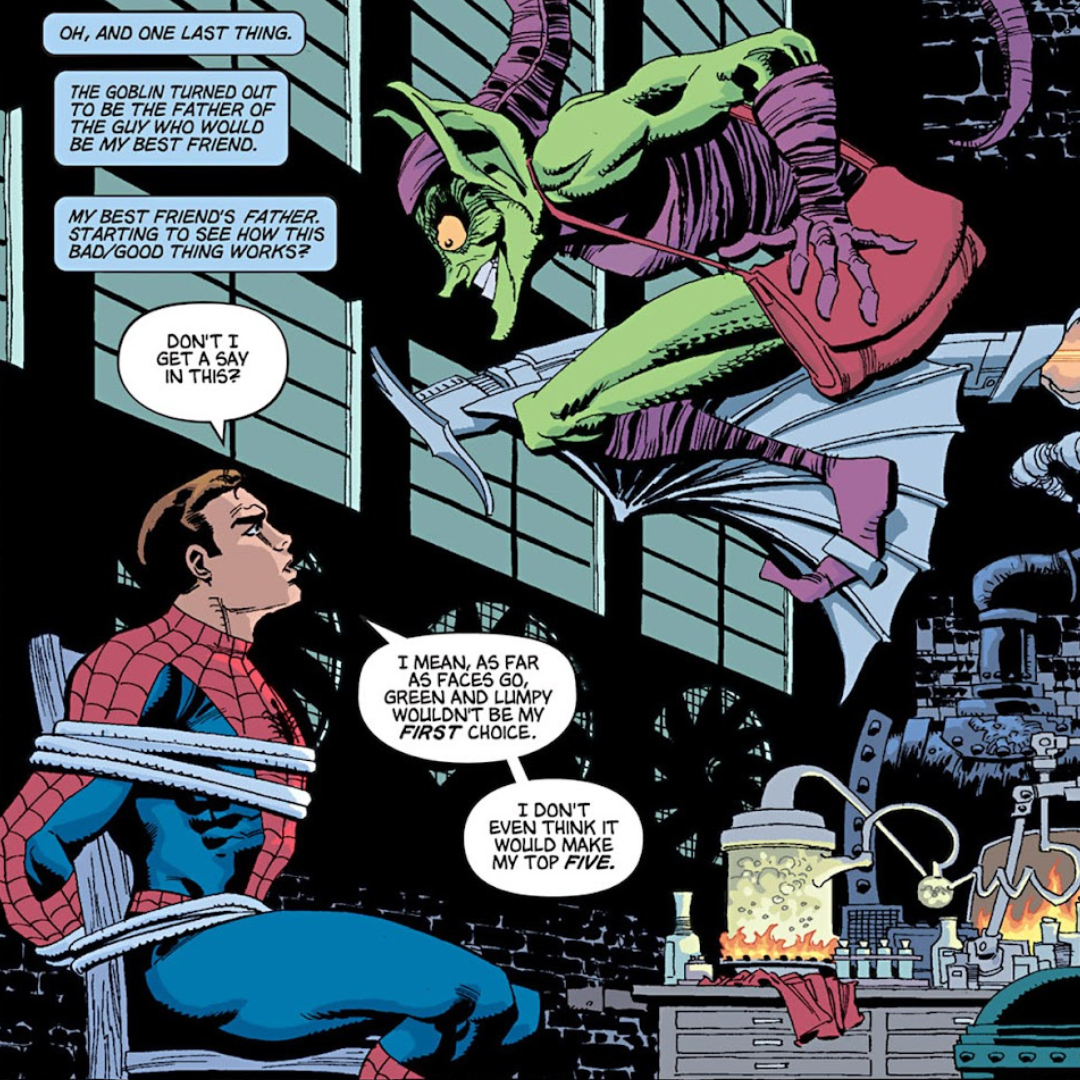 OH, AND ONE LAST THING.
THE GOBLIN TURNED OUT
TO BE THE FATHER OF
THE GUY WHO WOULD
BE MY BEST FRIEND.
MY BEST FRIEND'S FATHER.
STARTING TO SEE HOW THIS
BAD/GOOD THING WORKS?
DON'T I
GET A SAY
IN THIS?
I MEAN, AS FAR
AS FACES GO,
GREEN AND LUMPY
WOULDN'T BE MY
FIRST CHOICE.
I DON'T
EVEN THINK IT
WOULD MAKE
MY TOP FIVE.